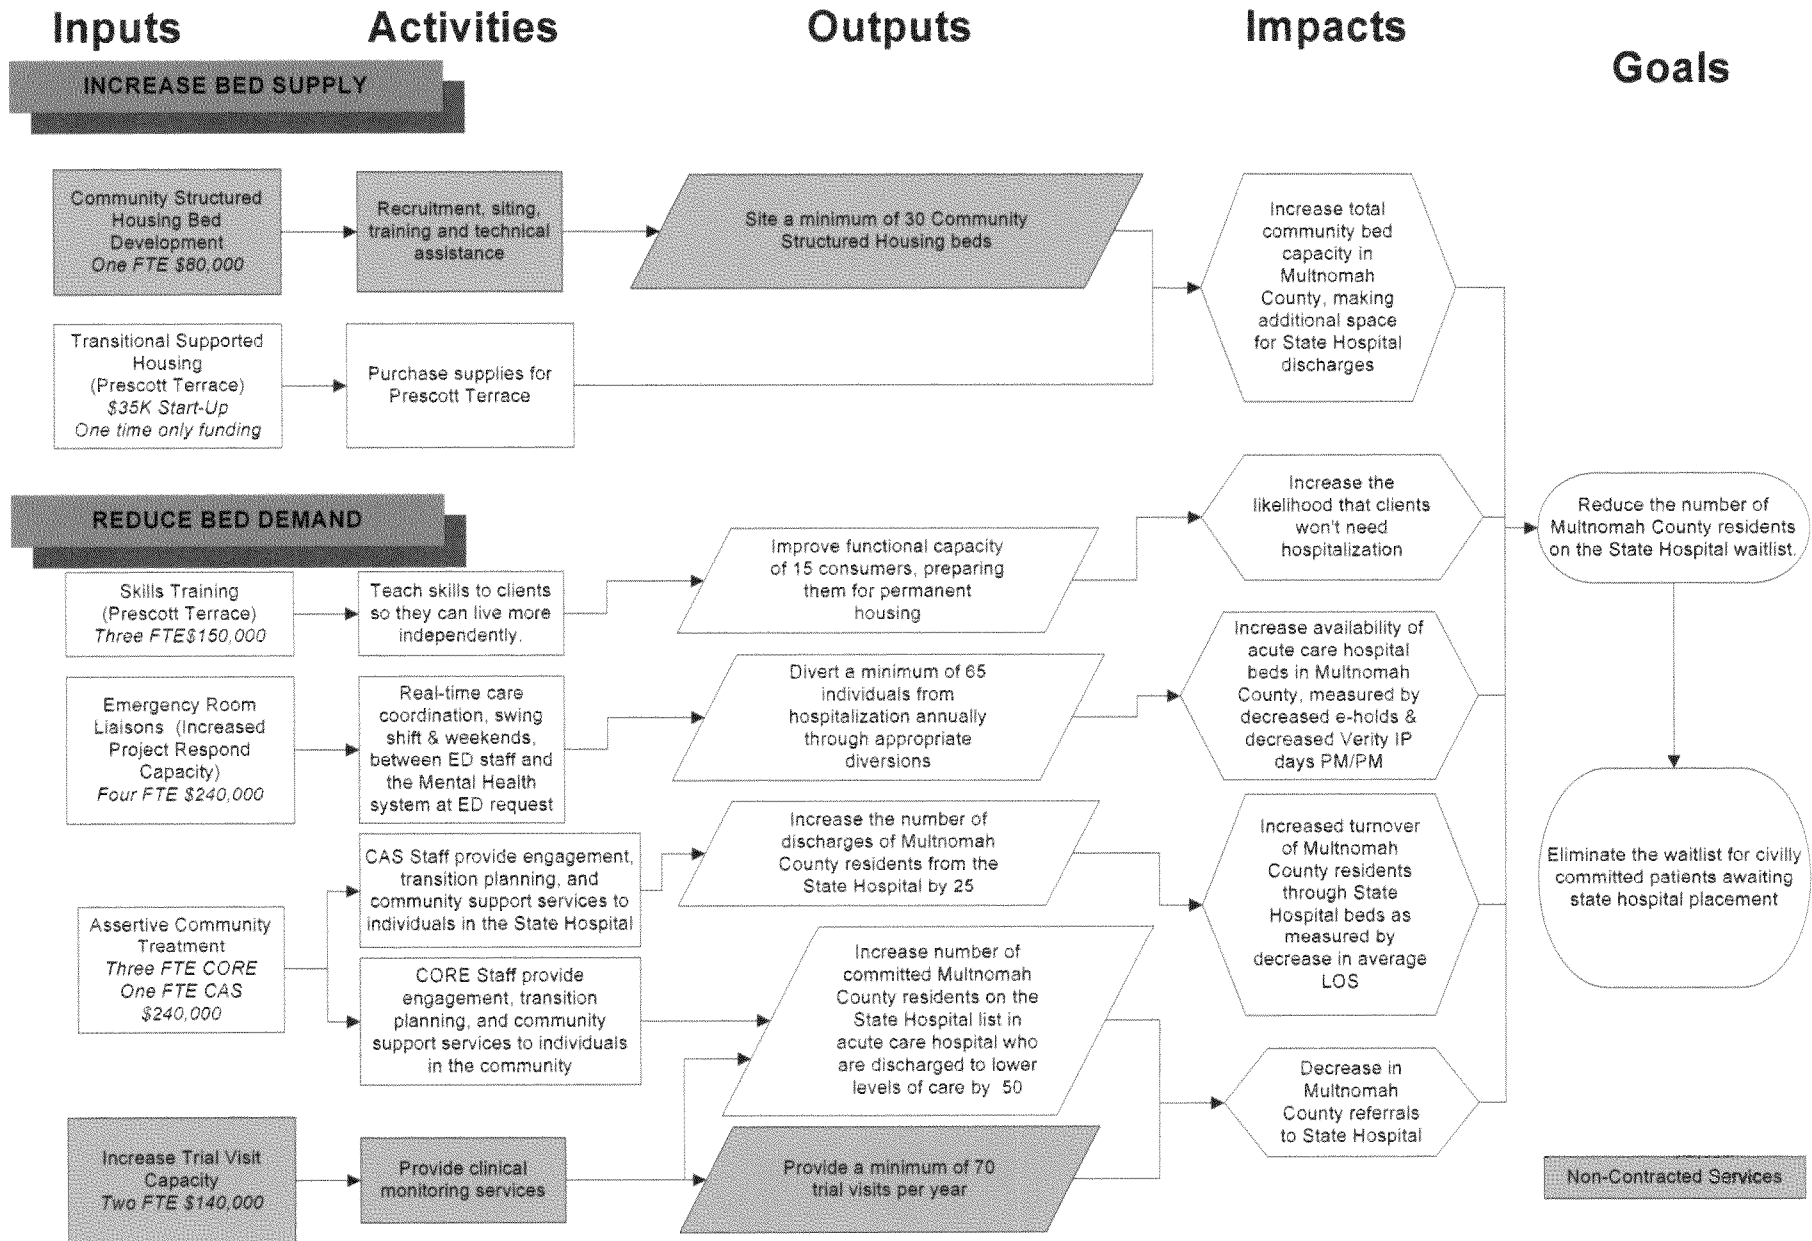 Inputs
Activities
Outputs
Impacts
Goals
INCREASE BED SUPPLY
Community Structured
Housing Bed
Development
One FTE $80,000
Recruitment, siting,
training and technical
assistance
Site a minimum of 30 Community
Structured Housing beds
Increase total
community bed
capacity in
Multnomah
County, making
additional space
for State Hospital
discharges
Transitional Supported
Housing
(Prescott Terrace)
$35K Start-Up
One time only funding
Purchase supplies for
Prescott Terrace
REDUCE BED DEMAND
Skills Training
(Prescott Terrace)
Three FTE$150,000
Teach skills to clients
so they can live more
independently.
Improve functional capacity
of 15 consumers, preparing
them for permanent
housing
Increase the
likelihood that clients
won't need
hospitalization
Reduce the number of
Multnomah County residents
on the State Hospital waitlist.
Emergency Room
Liaisons (Increased
Project Respond
Capacity)
Four FTE $240,000
Real-time care
coordination, swing
shift & weekends,
between ED staff and
the Mental Health
system at ED request
Divert a minimum of 65
individuals from
hospitalization annually
through appropriate
diversions
Increase availability of
acute care hospital
beds in Multnomah
County, measured by
decreased e-holds &
decreased Verity IP
days PM/PM
Assertive Community
Treatment
Three FTE CORE
One FTE CAS
$240,000
CAS Staff provide engagement,
transition planning, and
community support services to
individuals in the State Hospital
Increase the number of
discharges of Multnomah
County residents from the
State Hospital by 25
Increased turnover
of Multnomah
County residents
through State
Hospital beds as
measured by
decrease in average
LOS
Eliminate the waitlist for civilly
committed patients awaiting
state hospital placement
CORE Staff provide
engagement, transition
planning, and community
support services to individuals
in the community
Increase number of
committed Multnomah
County residents on the
State Hospital list in
acute care hospital who
are discharged to lower
levels of care by 50
Decrease in
Multnomah
County referrals
to State Hospital
Increase Trial Visit
Capacity
Two FTE $140,000
Provide clinical
monitoring services
Provide a minimum of 70
trial visits per year
Non-Contracted Services